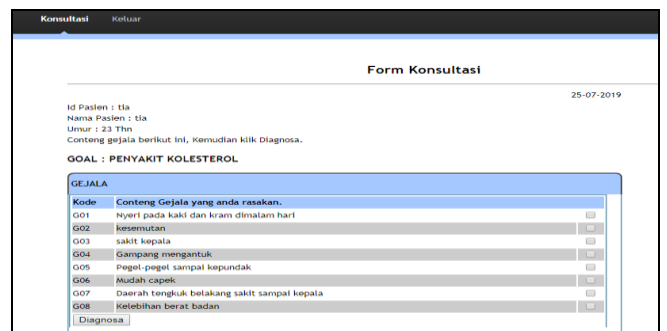 Konsultasi Keluar
Form Konsultasi
25-07-2019
Id Pasien : tia
Nama Pasien : tia
Umur : 23 Thn
Conteng gejala berikut ini, Kemudian klik Diagnosa.
GOAL : PENYAKIT KOLESTEROL
GEJALA
Kode Conteng Gejala yang anda rasakan.
G01 Nyeri pada kaki dan kram dimalam hari
G02 kesemutan
G03 sakit kepala
G04 Gampang mengantuk
G05 Pegel-pegel sampai kepundak
G06 Mudah capek
G07 Daerah tengkuk belakang sakit sampai kepala
G08 Kelebihan berat badan
Diagnosa